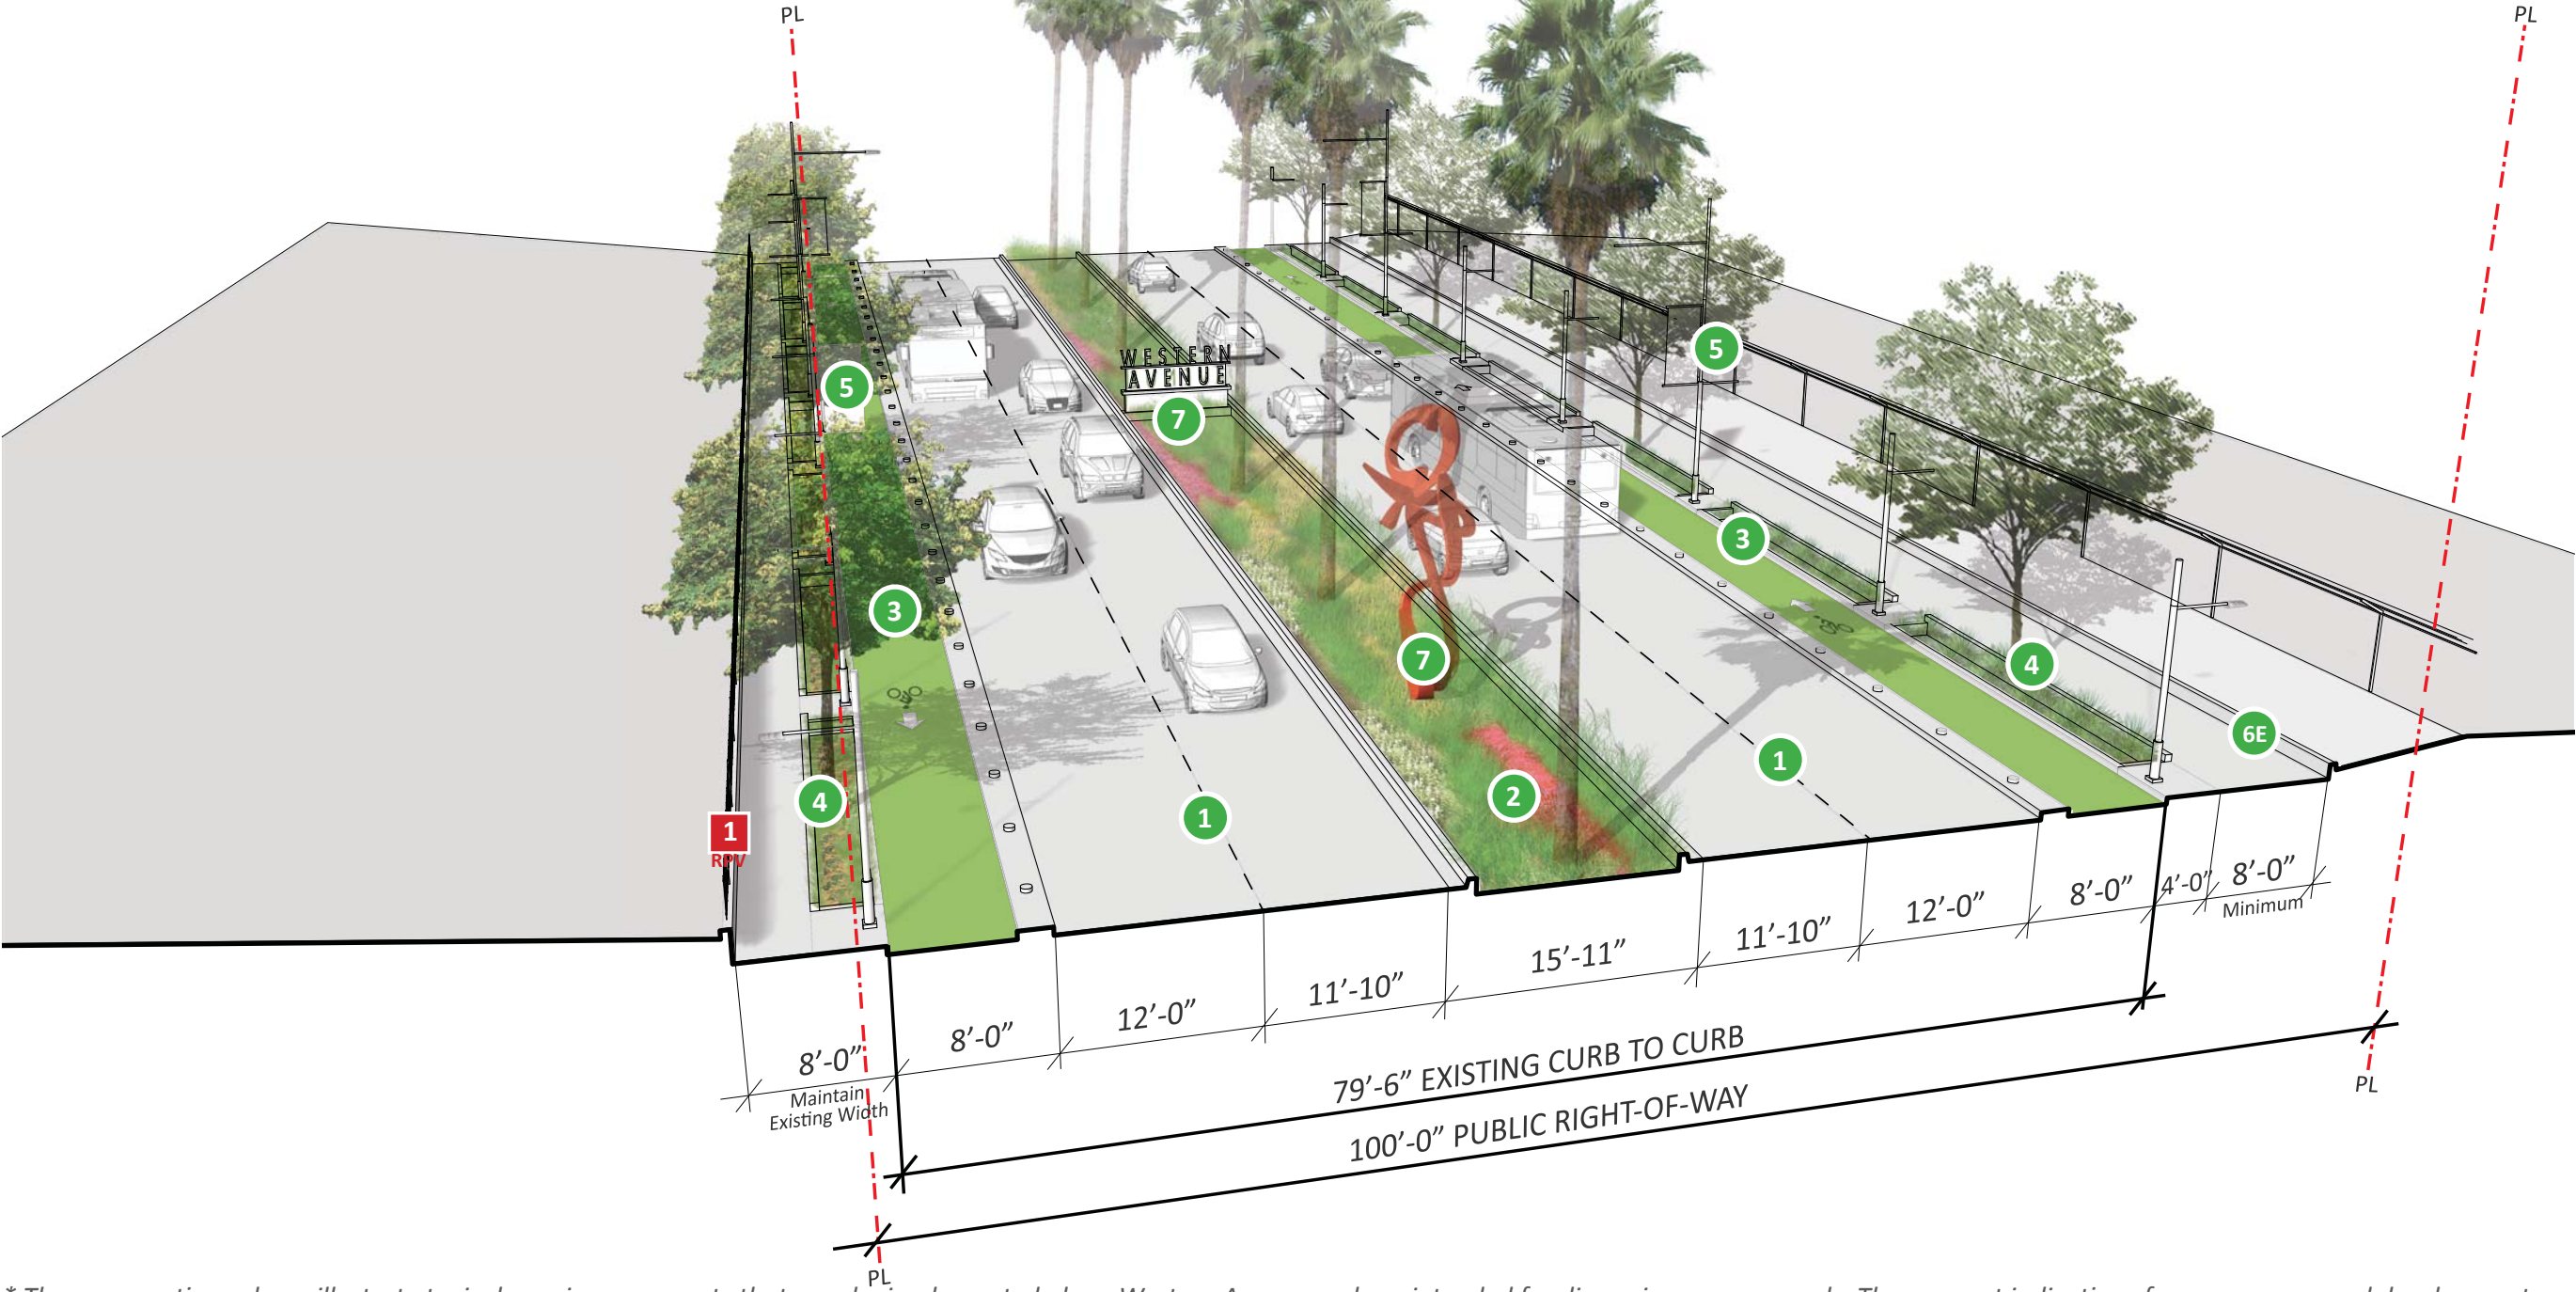 PL
PL
WESTERN
AVENUE
5
5
7
3
3
7
4
6E
1
2
4
1
1
RPV
8’-0”
Maintain
Existing Width
8’-0”
12’-0”
11’-10”
15’-11”
11’-10”
12’-0”
8’-0”
4’-0”
8’-0”
Minimum
79’-6” EXISTING CURB TO CURB
100’-0” PUBLIC RIGHT-OF-WAY
PL
PL